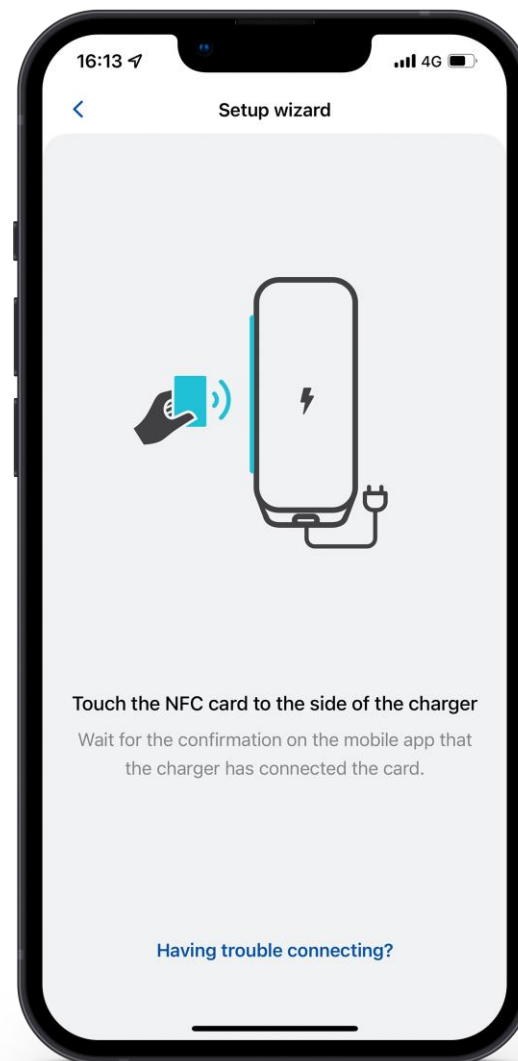 16:13
4G
Setup wizard
Touch the NFC card to the side of the charger
Wait for the confirmation on the mobile app that
the charger has connected the card.
Having trouble connecting?